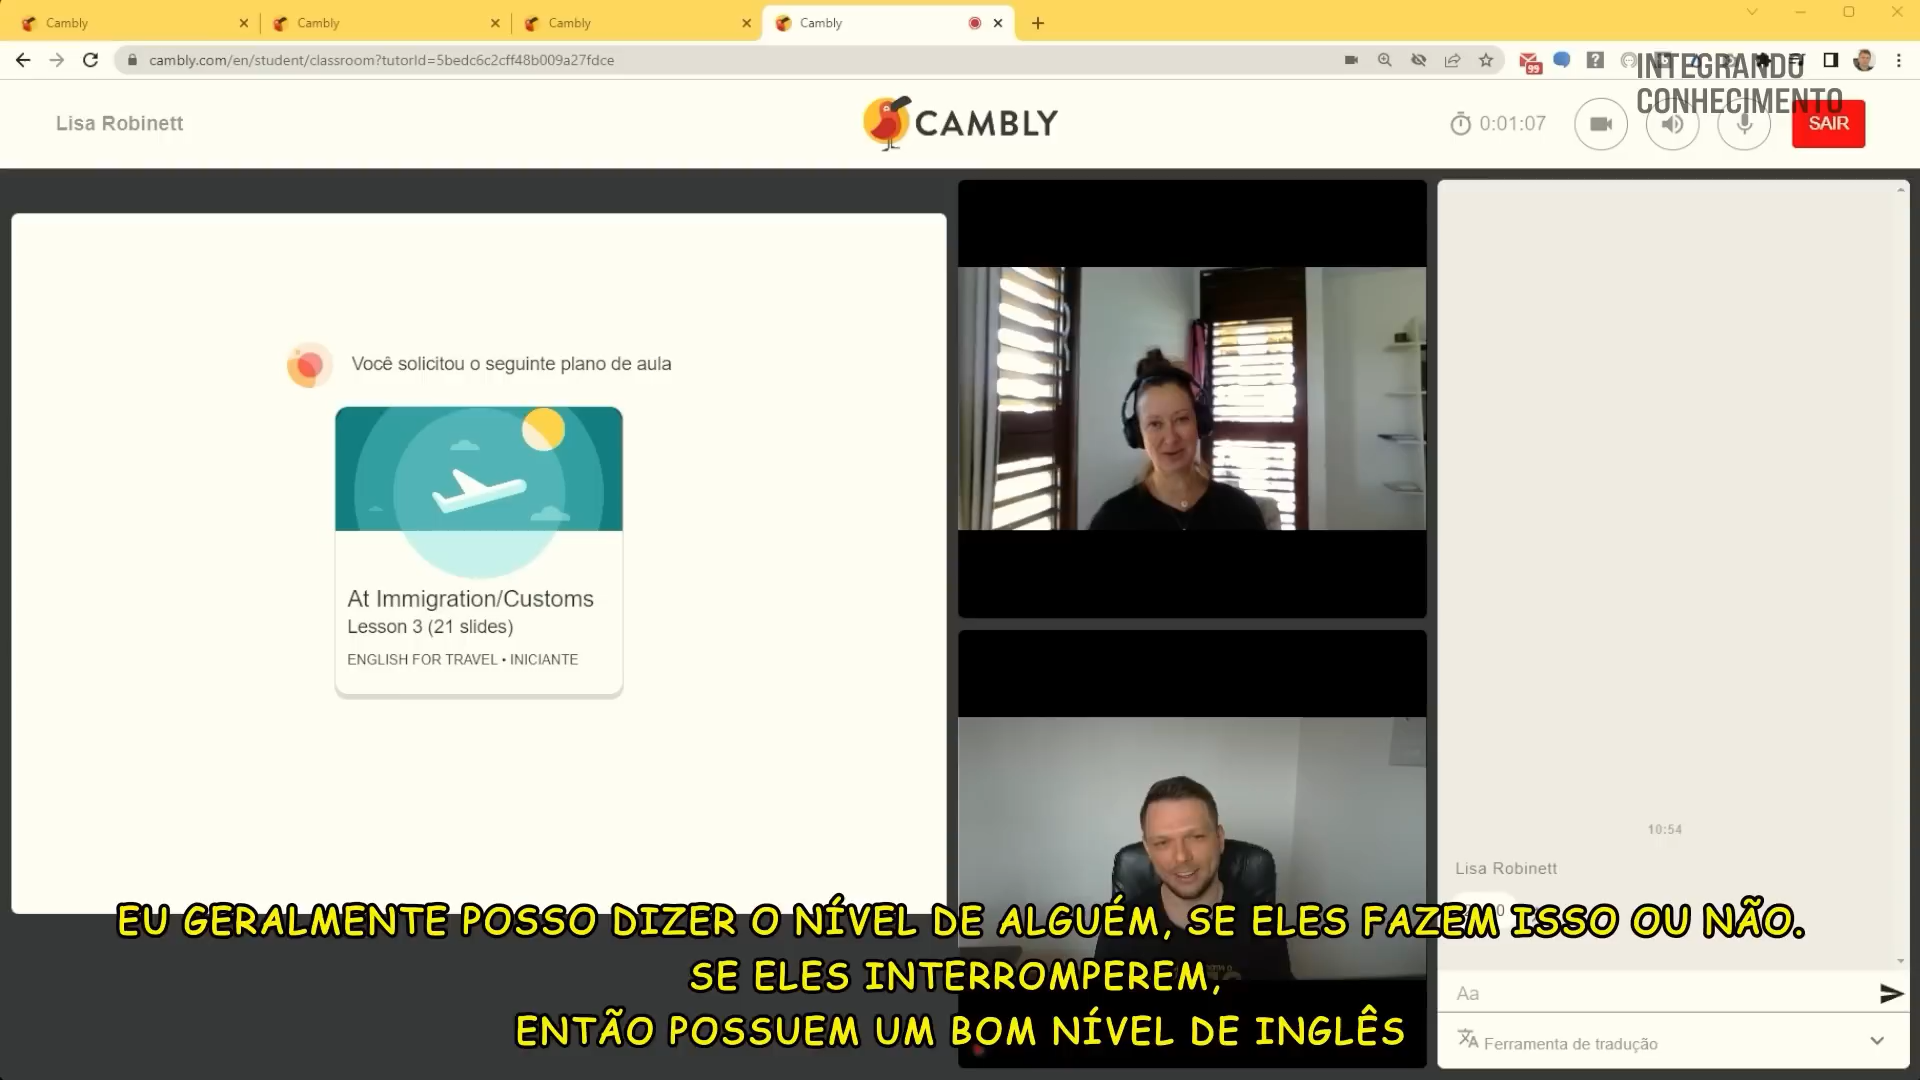 Cambly
Cambly
Cambly
Cambly
cambly.com/en/student/classroom?tutorId=5bedc6c2cff48b009a27fdce
99
INTEGRANDO
CONHECIMENTO
Lisa Robinett
CAMBLY
0:01:07
SAIR
Você solicitou o seguinte plano de aula
At Immigration/Customs
Lesson 3 (21 slides)
ENGLISH FOR TRAVEL • INICIANTE
10:54
Lisa Robinett
EU GERALMENTE POSSO DIZER O NÍVEL DE ALGUÉM, SE ELES FAZEM ISSO OU NÃO.
SE ELES INTERROMPEREM,
ENTÃO POSSUEM UM BOM NÍVEL DE INGLÊS
Aa
Ferramenta de tradução